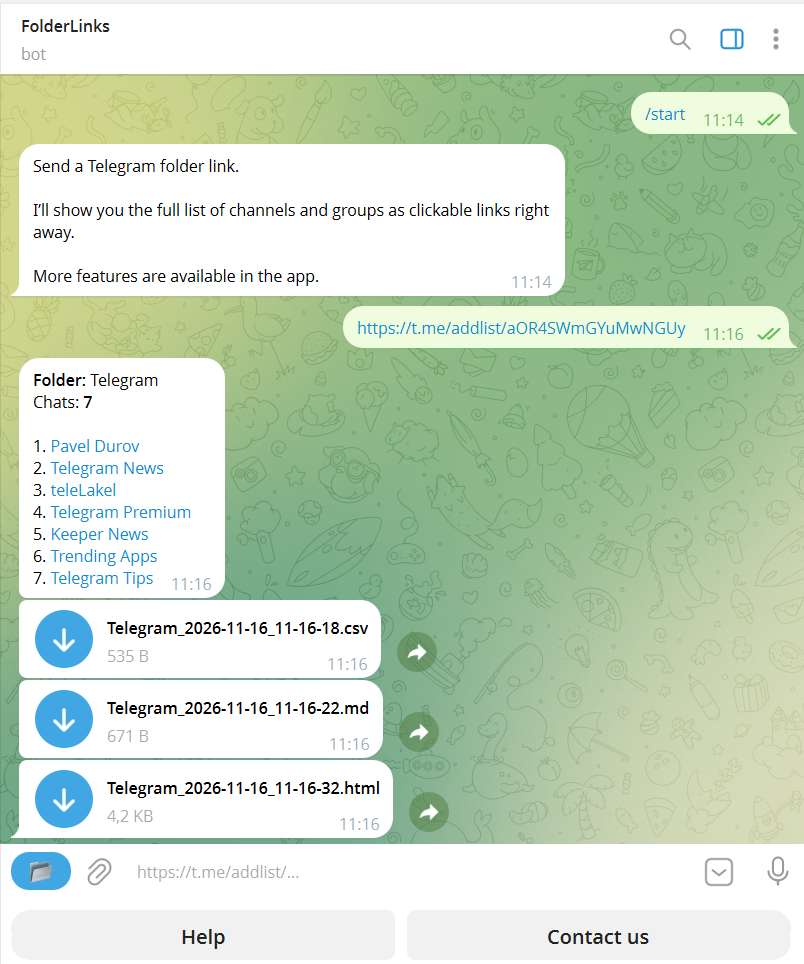 FolderLinks
bot
/start 11:14
Send a Telegram folder link.
I'll show you the full list of channels and groups as clickable links right
away.
More features are available in the app. 11:14
https://t.me/addlist/aOR4SWmGYuMwNGUy 11:16
Folder: Telegram
Chats: 7
1. Pavel Durov
2. Telegram News
3. teleLakel
4. Telegram Premium
5. Keeper News
6. Trending Apps
7. Telegram Tips 11:16
Telegram_2026-11-16_11-16-18.csv
535 B 11:16
Telegram_2026-11-16_11-16-22.md
671 B 11:16
Telegram_2026-11-16_11-16-32.html
4,2 KB 11:16
https://t.me/addlist/...
Help Contact us